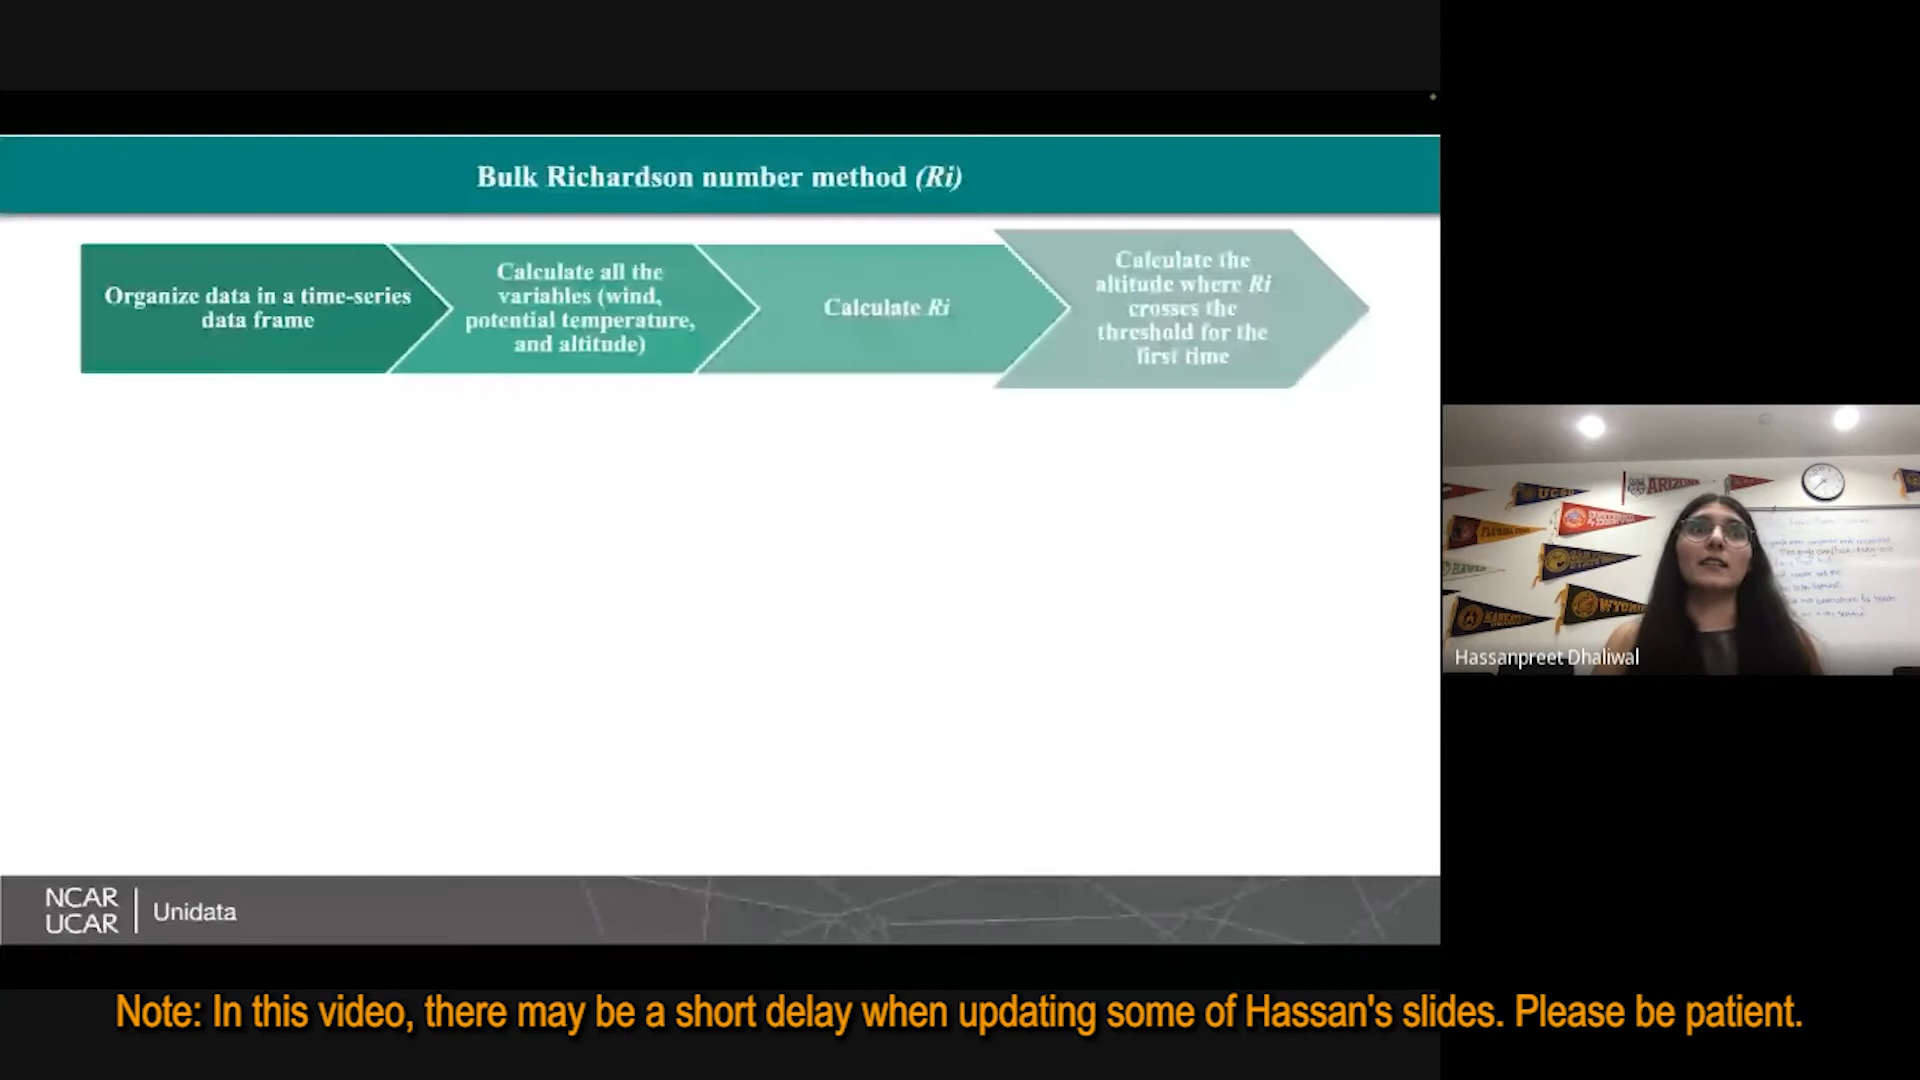 Bulk Richardson number method (Ri)
Organize data in a time-series
data frame
Calculate all the
variables (wind,
potential temperature,
and altitude)
Calculate Ri
Calculate the
altitude where Ri
crosses the
threshold for the
first time
UCSB
ARIZONA
WYOMI
Hassanpreet Dhaliwal
NCAR
UCAR
Unidata
Note: In this video, there may be a short delay when updating some of Hassan's slides. Please be patient.